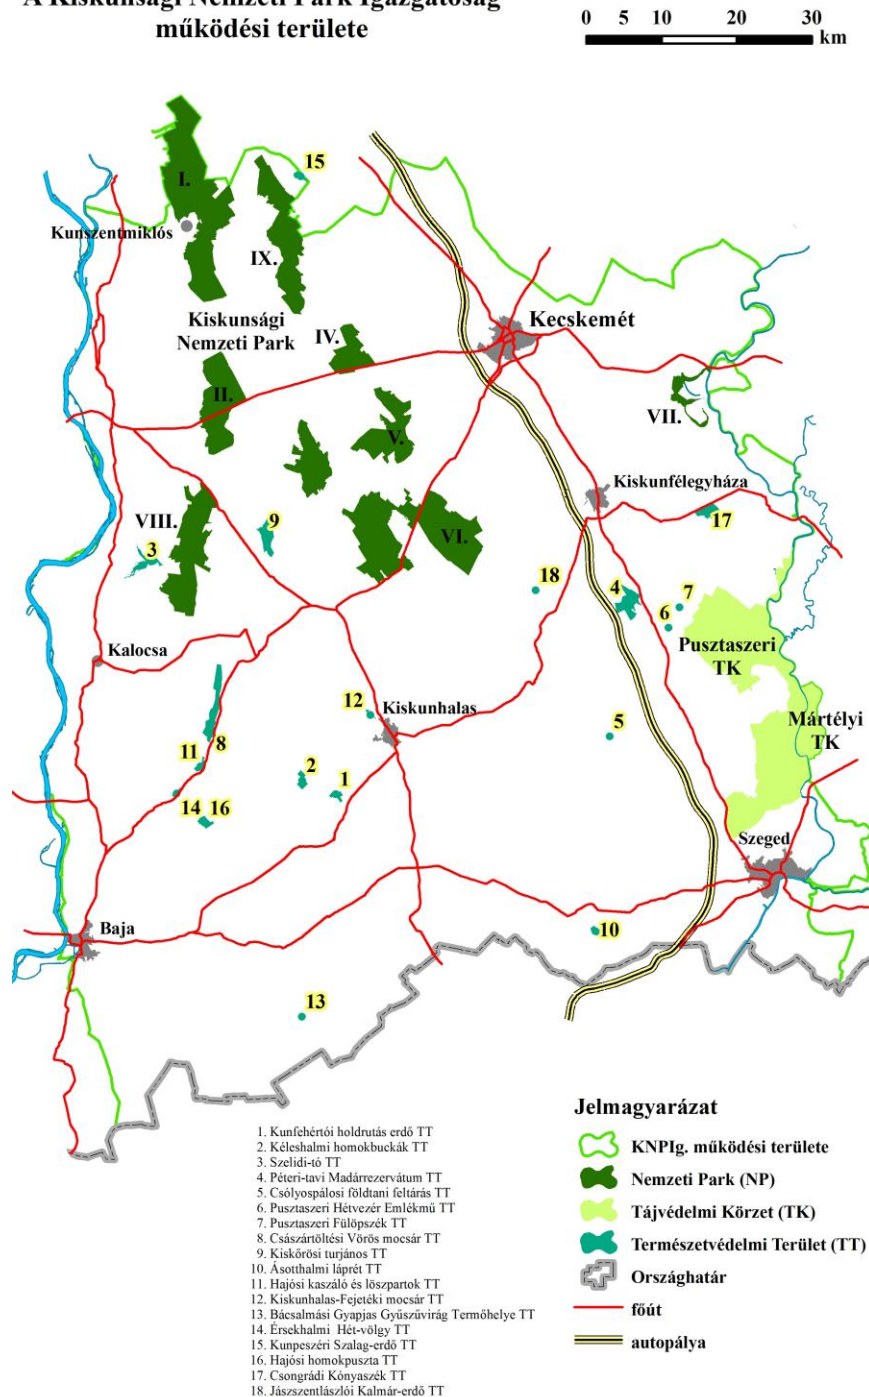 A Kiskunsági Nemzeti Park Igazgatóság
működési területe
0 5 10 20 30
km
15
I.
Kunszentmiklós
IX.
Kiskunsági
Nemzeti Park
IV.
Kecskemét
II.
VII.
V.
Kiskunfélegyháza
VIII.
9
17
3
VI.
18
4
7
6
Kalocsa
Pusztaszeri
TK
12
Kiskunhalas
Mártélyi
TK
5
11
8
2
1
14
16
Szeged
Baja
10
13
1. Kunfehértói holdrutás erdő TT
2. Kéleshalmi homokbuckák TT
3. Szelidi-tó TT
4. Péteri-tavi Madárrezervátum TT
5. Csólyospálosi földtani feltárás TT
6. Pusztaszeri Hétvezér Emlékmű TT
7. Pusztaszeri Fülöpszék TT
8. Császártöltési Vörös mocsár TT
9. Kiskőrösi turjános TT
10. Ásotthalmi láprét TT
11. Hajósi kaszáló és löszpartok TT
12. Kiskunhalas-Fejetéki mocsár TT
13. Bácsalmási Gyapjas Gyűszűvirág Termőhelye TT
14. Érsekhalmi Hét-völgy TT
15. Kunpeszéri Szalag-erdő TT
16. Hajósi homokpuszta TT
17. Csongrádi Kónyaszék TT
18. Jászszentlászlói Kalmár-erdő TT
Jelmagyarázat
KNPIg. működési területe
Nemzeti Park (NP)
Tájvédelmi Körzet (TK)
Természetvédelmi Terület (TT)
Országhatár
főút
autopálya